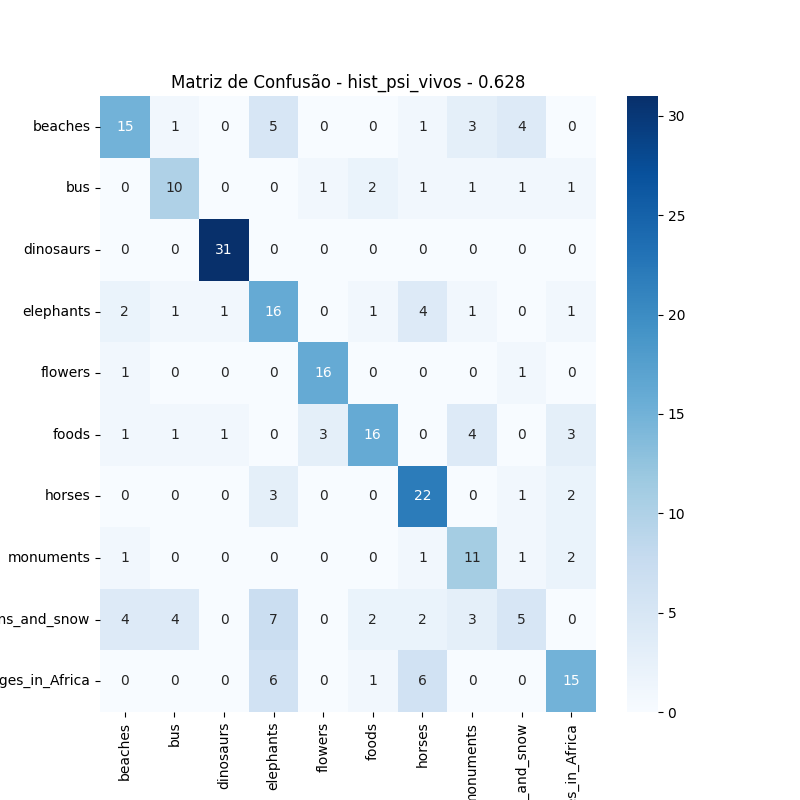 Matriz de Confusão - hist_psi_vivos - 0.628
beaches 15 1 0 5 0 0 1 3 4 0
bus 0 10 0 0 1 2 1 1 1 1
dinosaurs 0 0 31 0 0 0 0 0 0 0
elephants 2 1 1 16 0 1 4 1 0 1
flowers 1 0 0 0 16 0 0 0 1 0
foods 1 1 1 0 3 16 0 4 0 3
horses 0 0 0 3 0 0 22 0 1 2
monuments 1 0 0 0 0 0 1 11 1 2
ns_and_snow 4 4 0 7 0 2 2 3 5 0
ges_in_Africa 0 0 0 6 0 1 6 0 0 15
beaches bus dinosaurs elephants flowers foods horses monuments _and_snow s_in_Africa
30
25
20
15
10
5
0